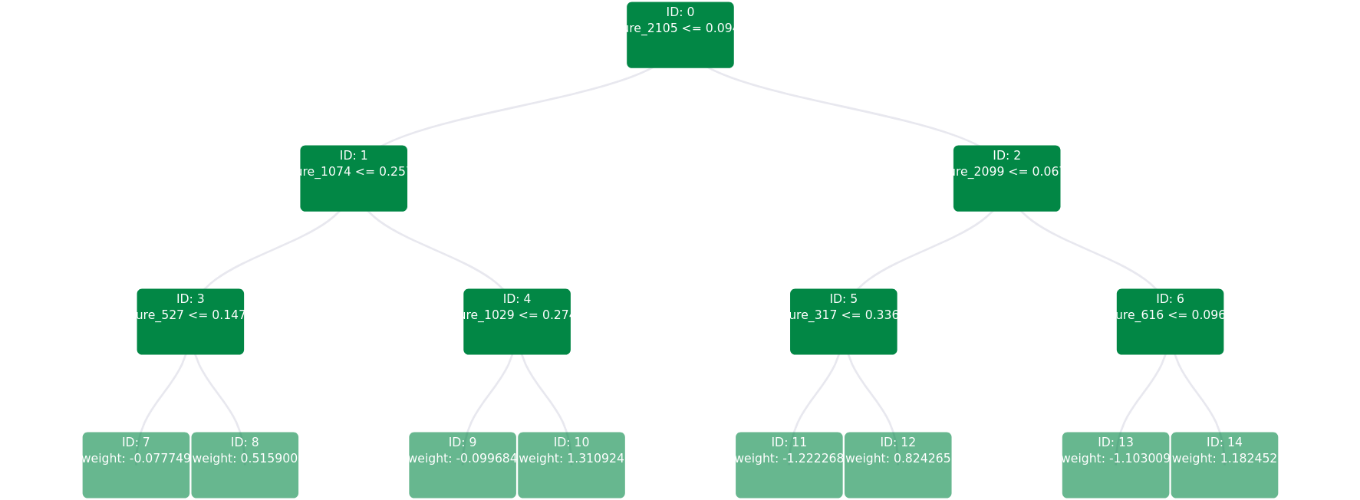 ID: 0
ure_2105 <= 0.094
ID: 1
ure_1074 <= 0.25
ID: 2
ure_2099 <= 0.06
ID: 3
ure_527 <= 0.147
ID: 4
ure_1029 <= 0.274
ID: 5
ure_317 <= 0.336
ID: 6
ure_616 <= 0.096
ID: 7
weight: -0.077749
ID: 8
weight: 0.515900
ID: 9
weight: -0.099684
ID: 10
weight: 1.310924
ID: 11
weight: -1.222268
ID: 12
weight: 0.824265
ID: 13
weight: -1.103009
ID: 14
weight: 1.182452